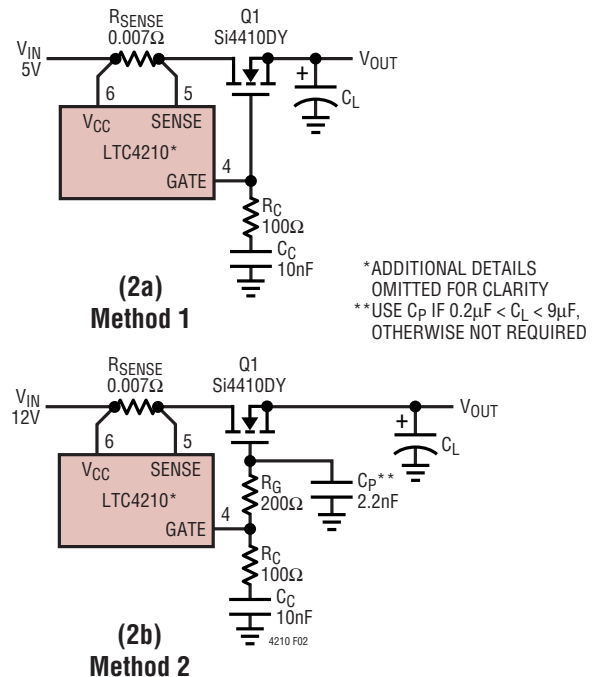 RSENSE
0.007Ω
Q1
Si4410DY
VIN
5V
VOUT
+
CL
6
5
VCC
SENSE
LTC4210*
GATE
4
RC
100Ω
CC
10nF
(2a)
Method 1
*ADDITIONAL DETAILS
OMITTED FOR CLARITY
**USE CP IF 0.2µF < CL < 9µF,
OTHERWISE NOT REQUIRED
RSENSE
0.007Ω
Q1
Si4410DY
VIN
12V
VOUT
+
CL
6
5
VCC
SENSE
LTC4210*
GATE
4
RG
200Ω
CP**
2.2nF
RC
100Ω
CC
10nF
4210 F02
(2b)
Method 2